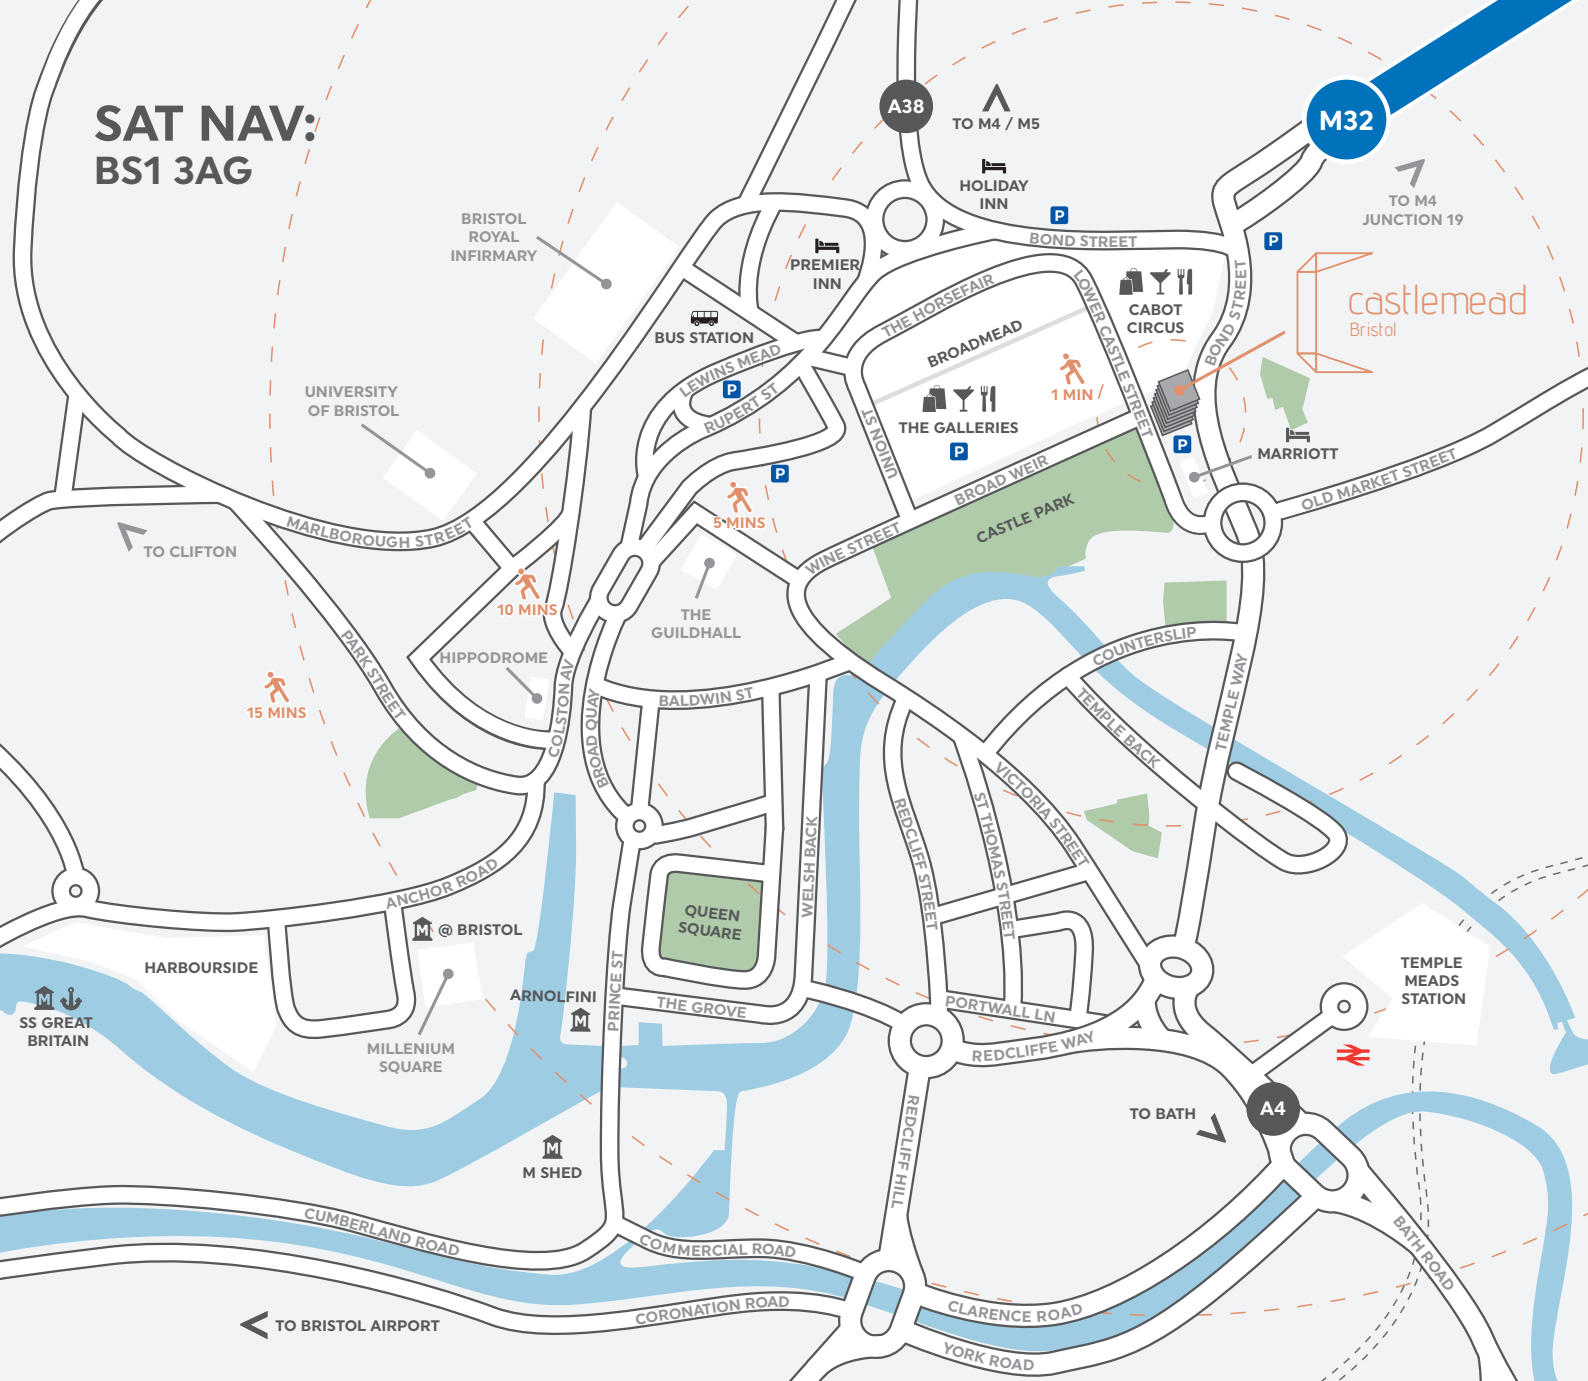 SAT NAV:
BS1 3AG
A38
TO M4 / M5
M32
TO M4
JUNCTION 19
HOLIDAY
INN
P
BOND STREET
P
BRISTOL
ROYAL
INFIRMARY
PREMIER
INN
BOND STREET
castlemead
Bristol
THE HORSEFAIR
LOWER CASTLE STREET
CABOT
CIRCUS
BUS STATION
BROADMEAD
LEWINS MEAD
P
RUPERT ST
1 MIN
UNIVERSITY
OF BRISTOL
UNION ST
THE GALLERIES
P
P
MARRIOTT
P
BROAD WEIR
OLD MARKET STREET
5 MINS
CASTLE PARK
MARLBOROUGH STREET
TO CLIFTON
WINE STREET
10 MINS
THE
GUILDHALL
COUNTERSLIP
PARK STREET
HIPPODROME
15 MINS
COLSTON AV
BROAD QUAY
BALDWIN ST
TEMPLE WAY
TEMPLE BACK
VICTORIA STREET
REDCLIFF STREET
ST THOMAS STREET
WELSH BACK
ANCHOR ROAD
QUEEN
SQUARE
M
@ BRISTOL
HARBOURSIDE
TEMPLE
MEADS
STATION
M
SS GREAT
BRITAIN
ARNOLFINI
M
PRINCE ST
THE GROVE
PORTWALL LN
REDCLIFFE WAY
MILLENIUM
SQUARE
A4
TO BATH
M
M SHED
REDCLIFF HILL
BATH ROAD
CUMBERLAND ROAD
COMMERCIAL ROAD
CORONATION ROAD
CLARENCE ROAD
TO BRISTOL AIRPORT
YORK ROAD